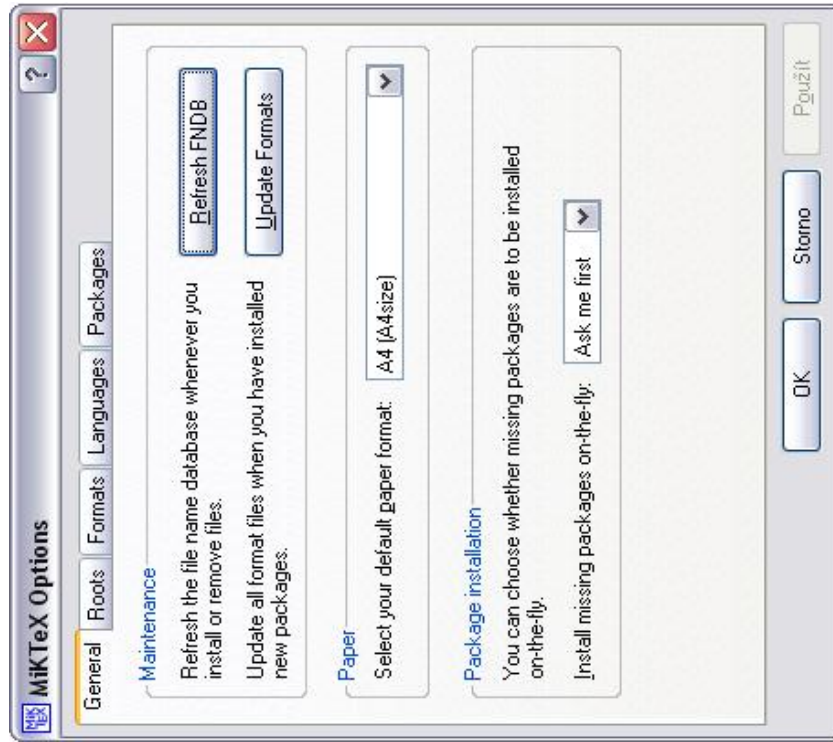 MiKTeX Options
General Roots Formats Languages Packages
Maintenance
Refresh the file name database whenever you
install or remove files.
Refresh FNDB
Update all format files when you have installed
new packages.
Update Formats
Paper
Select your default paper format: A4 (A4size)
Package installation
You can choose whether missing packages are to be installed
on-the-fly.
Install missing packages on-the-fly: Ask me first
OK Storno Použít